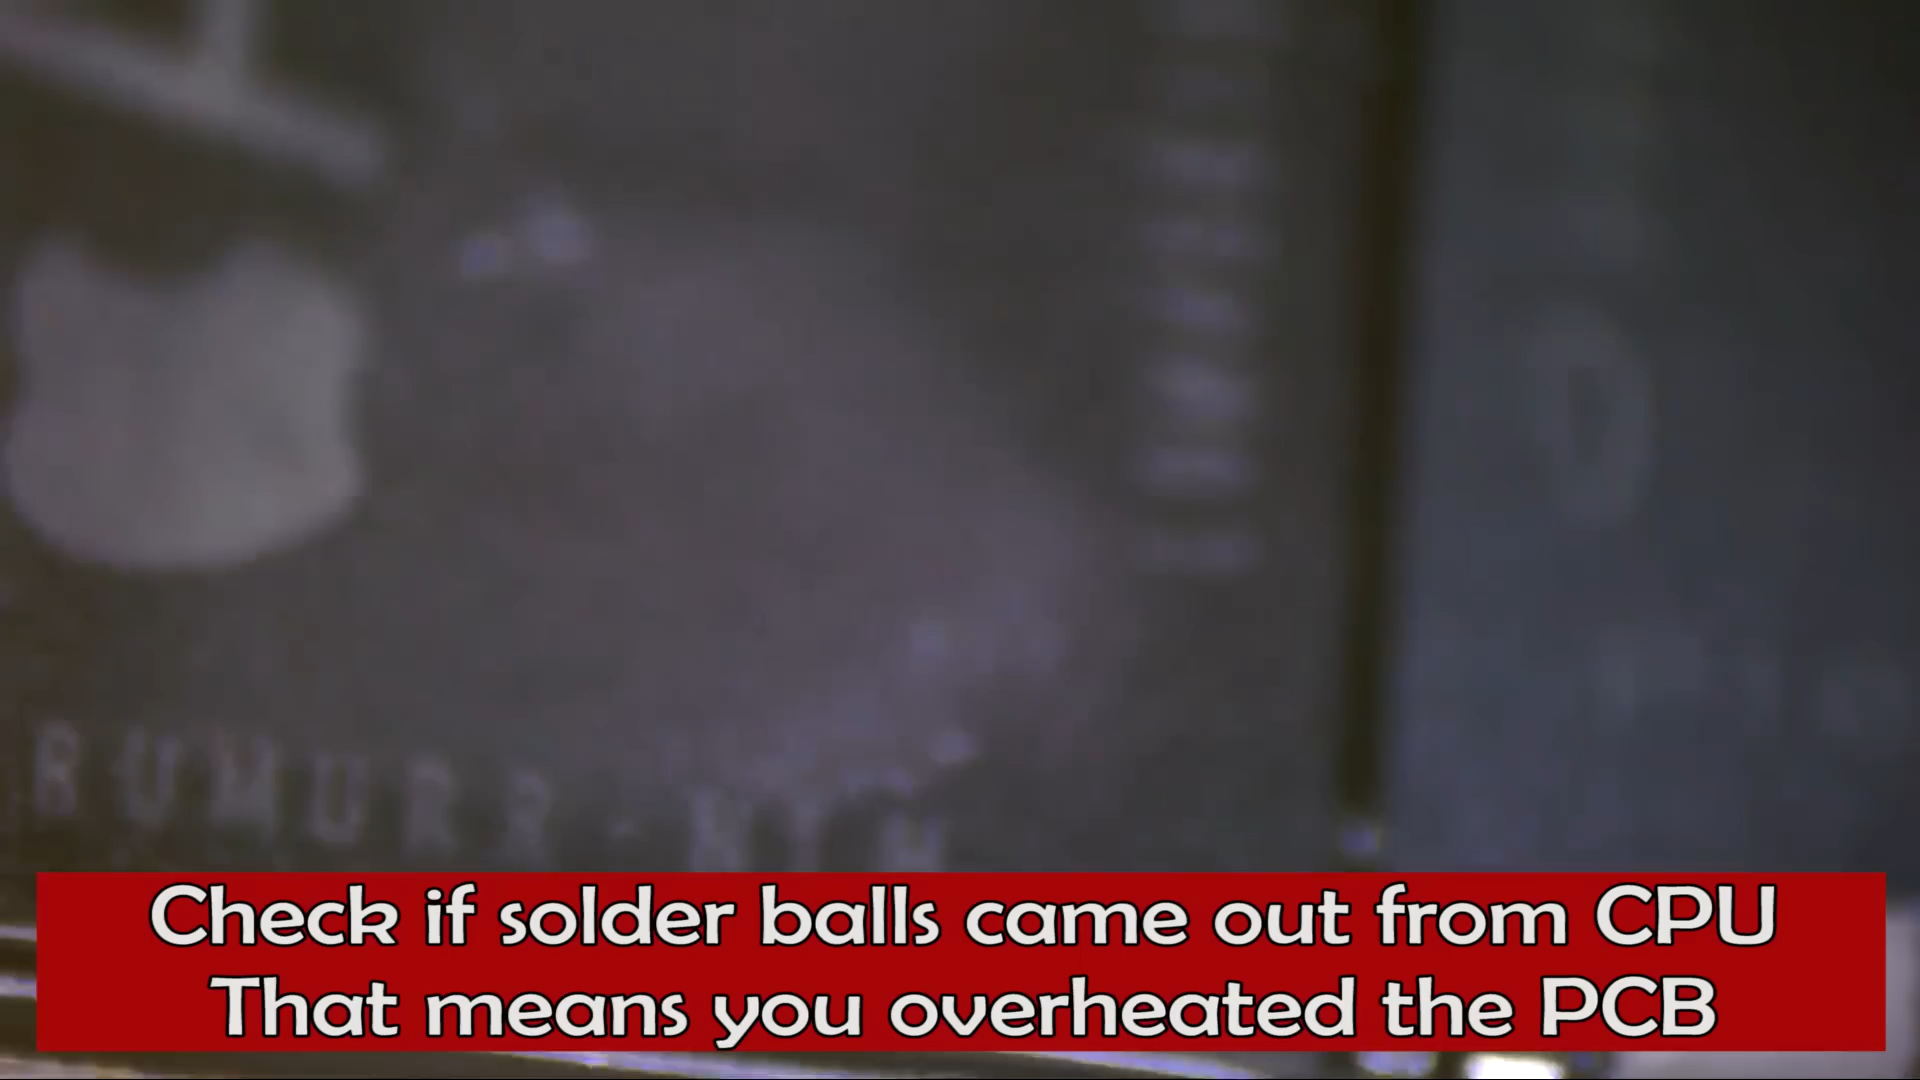 Check if solder balls came out from CPU
That means you overheated the PCB